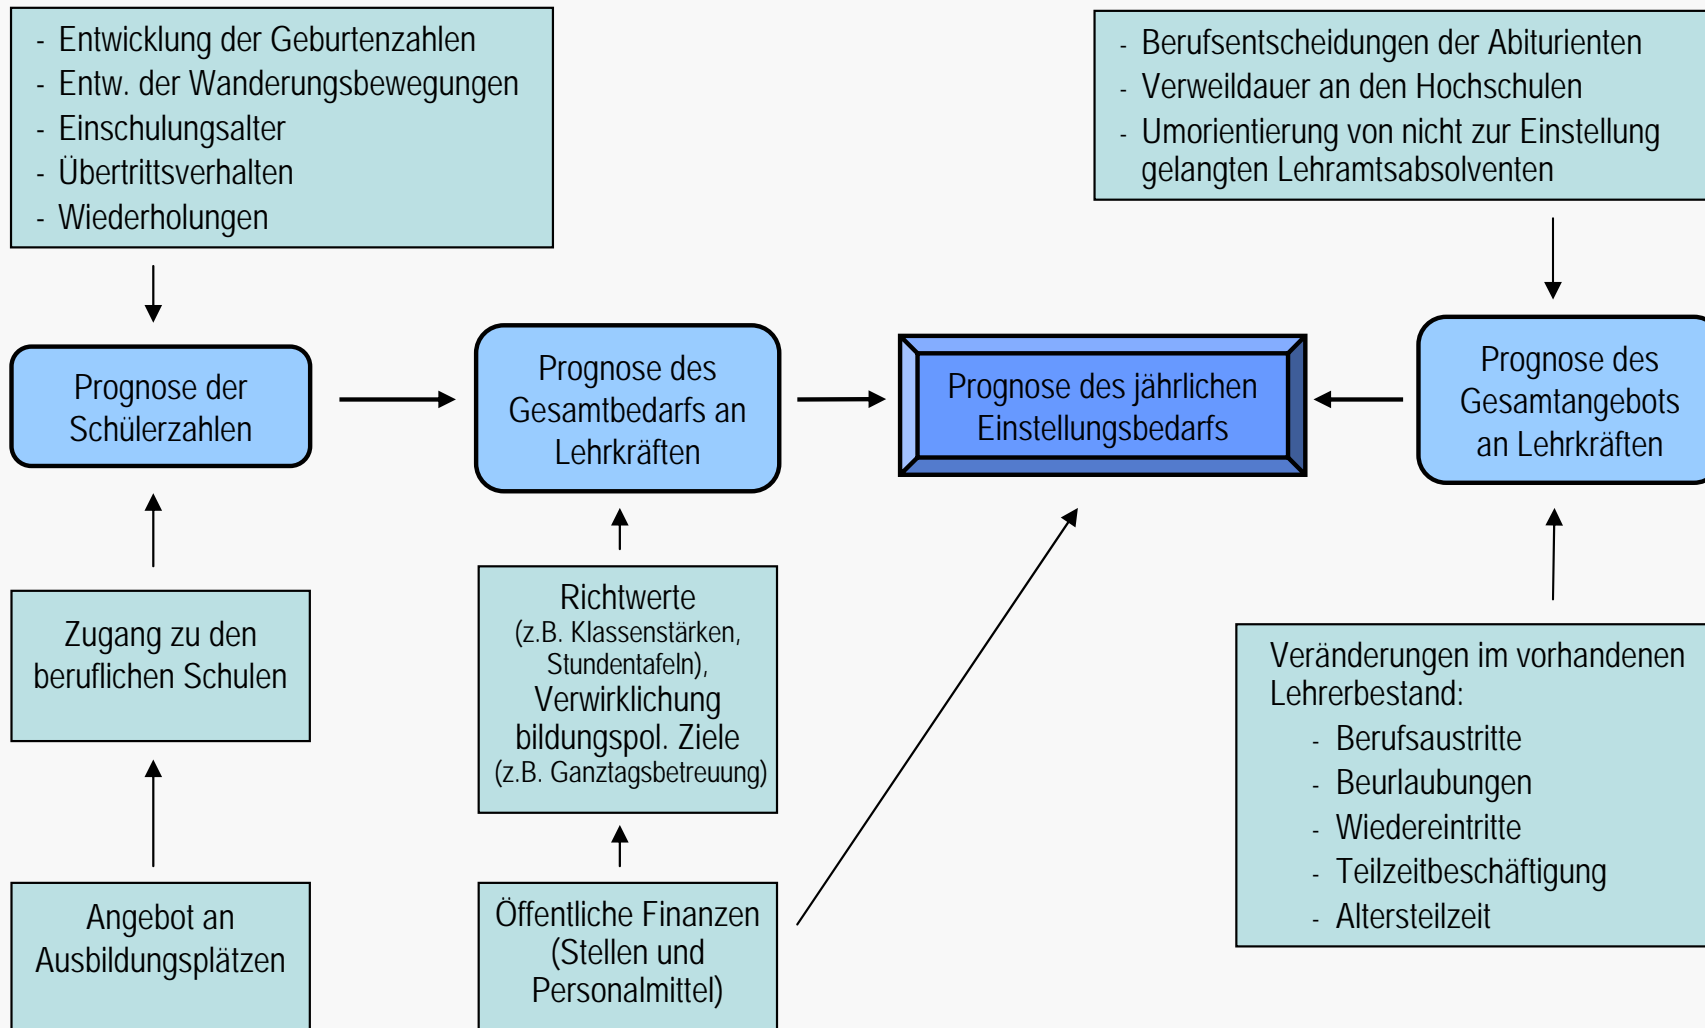 - Entwicklung der Geburtenzahlen
- Entw. der Wanderungsbewegungen
- Einschulungsalter
- Übertrittsverhalten
- Wiederholungen
- Berufsentscheidungen der Abiturienten
- Verweildauer an den Hochschulen
- Umorientierung von nicht zur Einstellung
gelangten Lehramtsabsolventen
Prognose der
Schülerzahlen
Prognose des
Gesamtbedarfs an
Lehrkräften
Prognose des jährlichen
Einstellungsbedarfs
Prognose des
Gesamtangebots
an Lehrkräften
Zugang zu den
beruflichen Schulen
Richtwerte
(z.B. Klassenstärken,
Stundentafeln),
Verwirklichung
bildungspol. Ziele
(z.B. Ganztagsbetreuung)
Veränderungen im vorhandenen
Lehrerbestand:
- Berufsaustritte
- Beurlaubungen
- Wiedereintritte
- Teilzeitbeschäftigung
- Altersteilzeit
Angebot an
Ausbildungsplätzen
Öffentliche Finanzen
(Stellen und
Personalmittel)